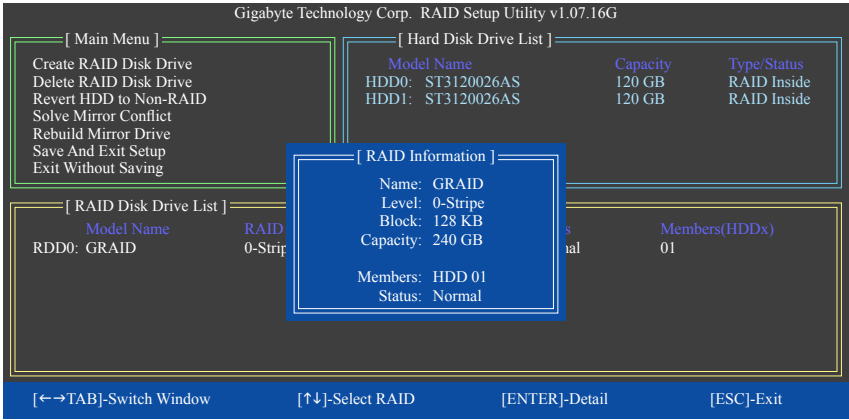 Gigabyte Technology Corp. RAID Setup Utility v1.07.16G
[ Main Menu ]
Create RAID Disk Drive
Delete RAID Disk Drive
Revert HDD to Non-RAID
Solve Mirror Conflict
Rebuild Mirror Drive
Save And Exit Setup
Exit Without Saving
[ Hard Disk Drive List ]
Model Name Capacity Type/Status
HDD0: ST3120026AS 120 GB RAID Inside
HDD1: ST3120026AS 120 GB RAID Inside
[ RAID Information ]
Name: GRAID
Level: 0-Stripe
Block: 128 KB
Capacity: 240 GB
Members: HDD 01
Status: Normal
[ RAID Disk Drive List ]
Model Name RAID s Members(HDDx)
RDD0: GRAID 0-Strip al 01
[←→TAB]-Switch Window [↑↓]-Select RAID [ENTER]-Detail [ESC]-Exit